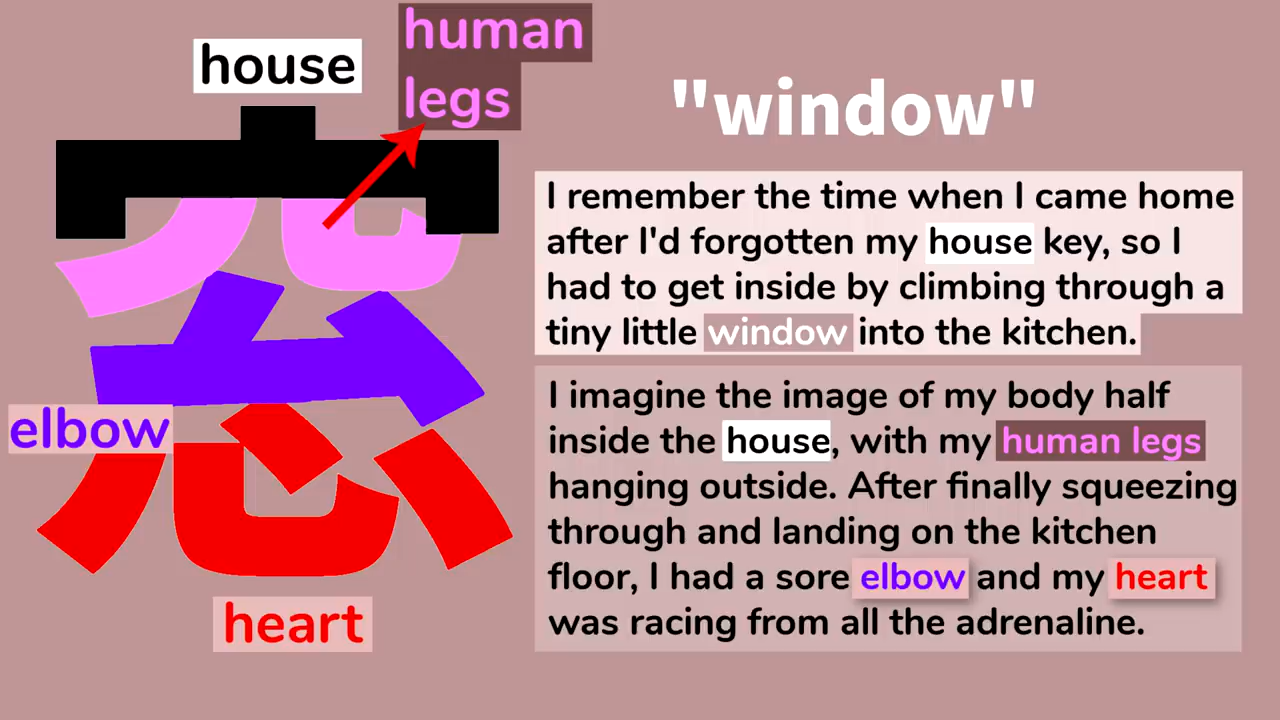 house
human
legs
"window"
窓
elbow
heart
I remember the time when I came home
after I'd forgotten my house key, so I
had to get inside by climbing through a
tiny little window into the kitchen.
I imagine the image of my body half
inside the house, with my human legs
hanging outside. After finally squeezing
through and landing on the kitchen
floor, I had a sore elbow and my heart
was racing from all the adrenaline.